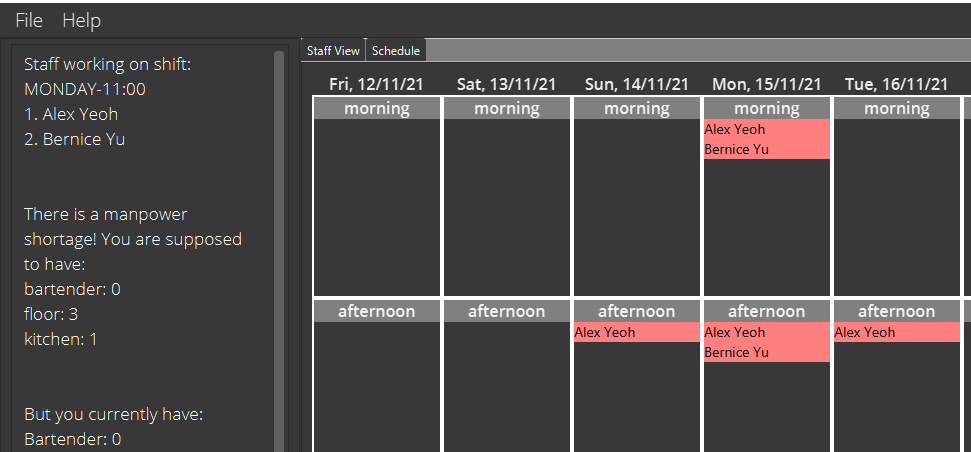 File Help
Staff working on shift:
MONDAY-11:00
1. Alex Yeoh
2. Bernice Yu
There is a manpower
shortage! You are supposed
to have:
bartender: 0
floor: 3
kitchen: 1
But you currently have:
Bartender: 0
Staff View Schedule
Fri, 12/11/21 Sat, 13/11/21 Sun, 14/11/21 Mon, 15/11/21 Tue, 16/11/21
morning morning morning morning morning
Alex Yeoh
Bernice Yu
afternoon afternoon afternoon afternoon afternoon
Alex Yeoh Alex Yeoh Alex Yeoh
Bernice Yu